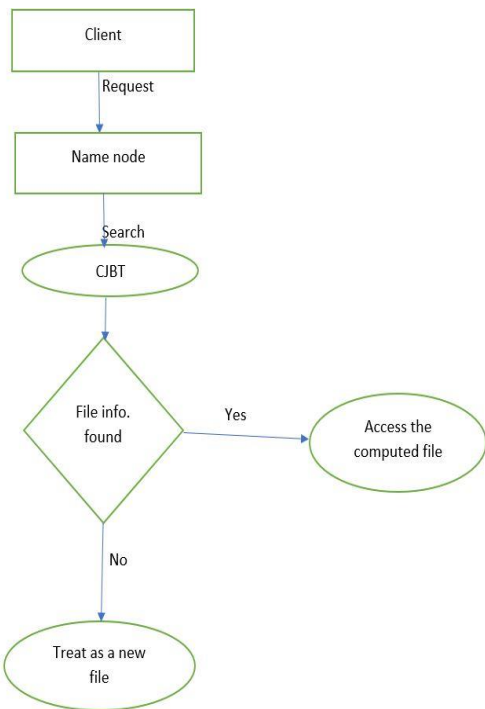 Client
Request
Name node
Search
CJBT
File info.
found
Yes
Access the
computed file
No
Treat as a new
file